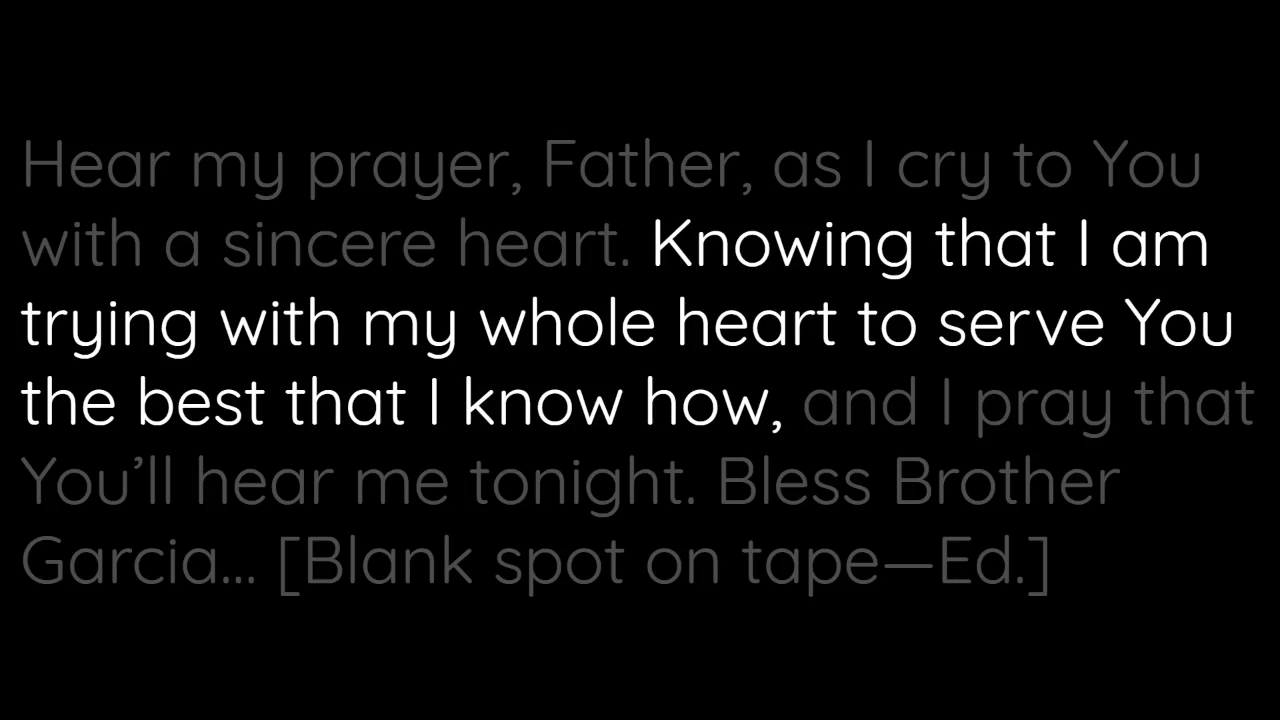 Hear my prayer, Father, as I cry to You
with a sincere heart. Knowing that I am
trying with my whole heart to serve You
the best that I know how, and I pray that
You’ll hear me tonight. Bless Brother
Garcia... [Blank spot on tape—Ed.]